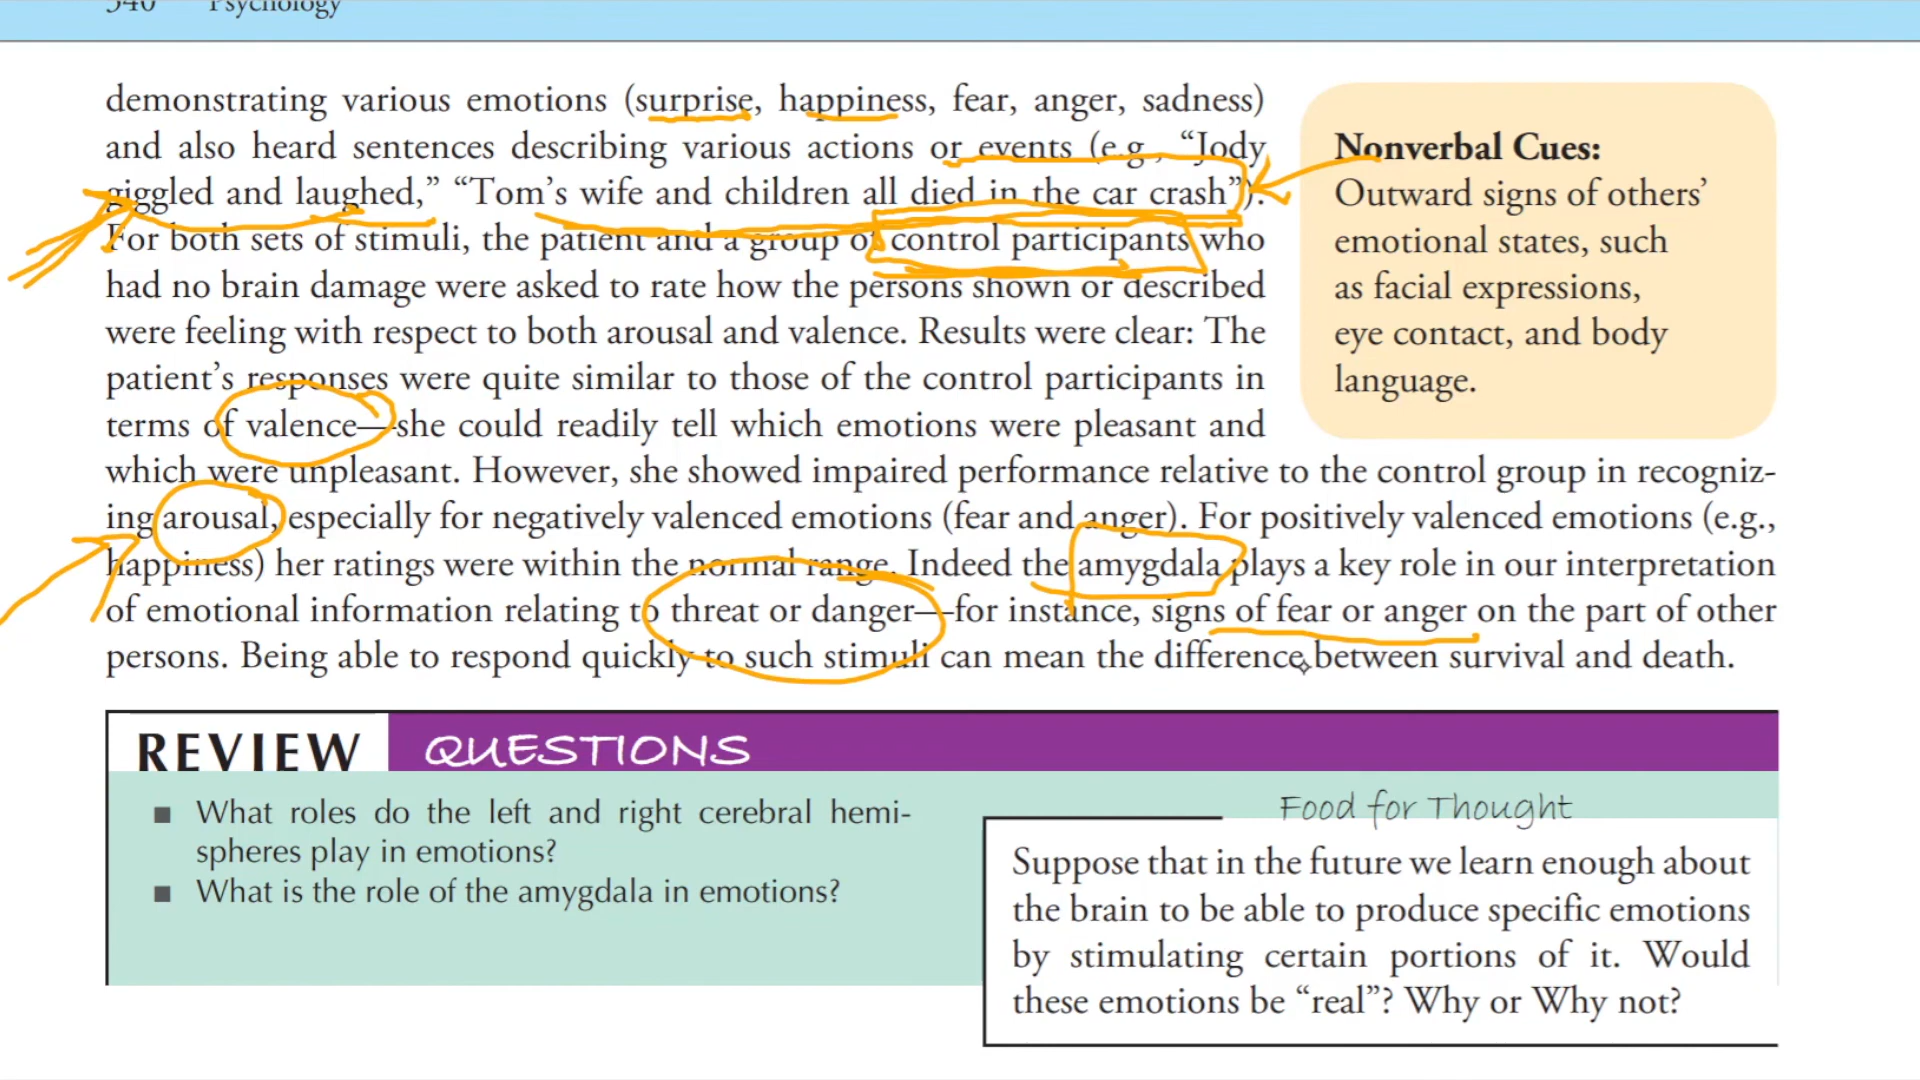 540 Psychology
demonstrating various emotions (surprise, happiness, fear, anger, sadness)
and also heard sentences describing various actions or events (e.g., “Jody
giggled and laughed,” “Tom’s wife and children all died in the car crash”).
For both sets of stimuli, the patient and a group of control participants who
had no brain damage were asked to rate how the persons shown or described
were feeling with respect to both arousal and valence. Results were clear: The
patient’s responses were quite similar to those of the control participants in
terms of valence—she could readily tell which emotions were pleasant and
which were unpleasant. However, she showed impaired performance relative to the control group in recogniz-
ing arousal, especially for negatively valenced emotions (fear and anger). For positively valenced emotions (e.g.,
happiness) her ratings were within the normal range. Indeed the amygdala plays a key role in our interpretation
of emotional information relating to threat or danger—for instance, signs of fear or anger on the part of other
persons. Being able to respond quickly to such stimuli can mean the difference between survival and death.
Nonverbal Cues:
Outward signs of others’
emotional states, such
as facial expressions,
eye contact, and body
language.
REVIEW QUESTIONS
■ What roles do the left and right cerebral hemi-
spheres play in emotions?
■ What is the role of the amygdala in emotions?
Food for Thought
Suppose that in the future we learn enough about
the brain to be able to produce specific emotions
by stimulating certain portions of it. Would
these emotions be “real”? Why or Why not?